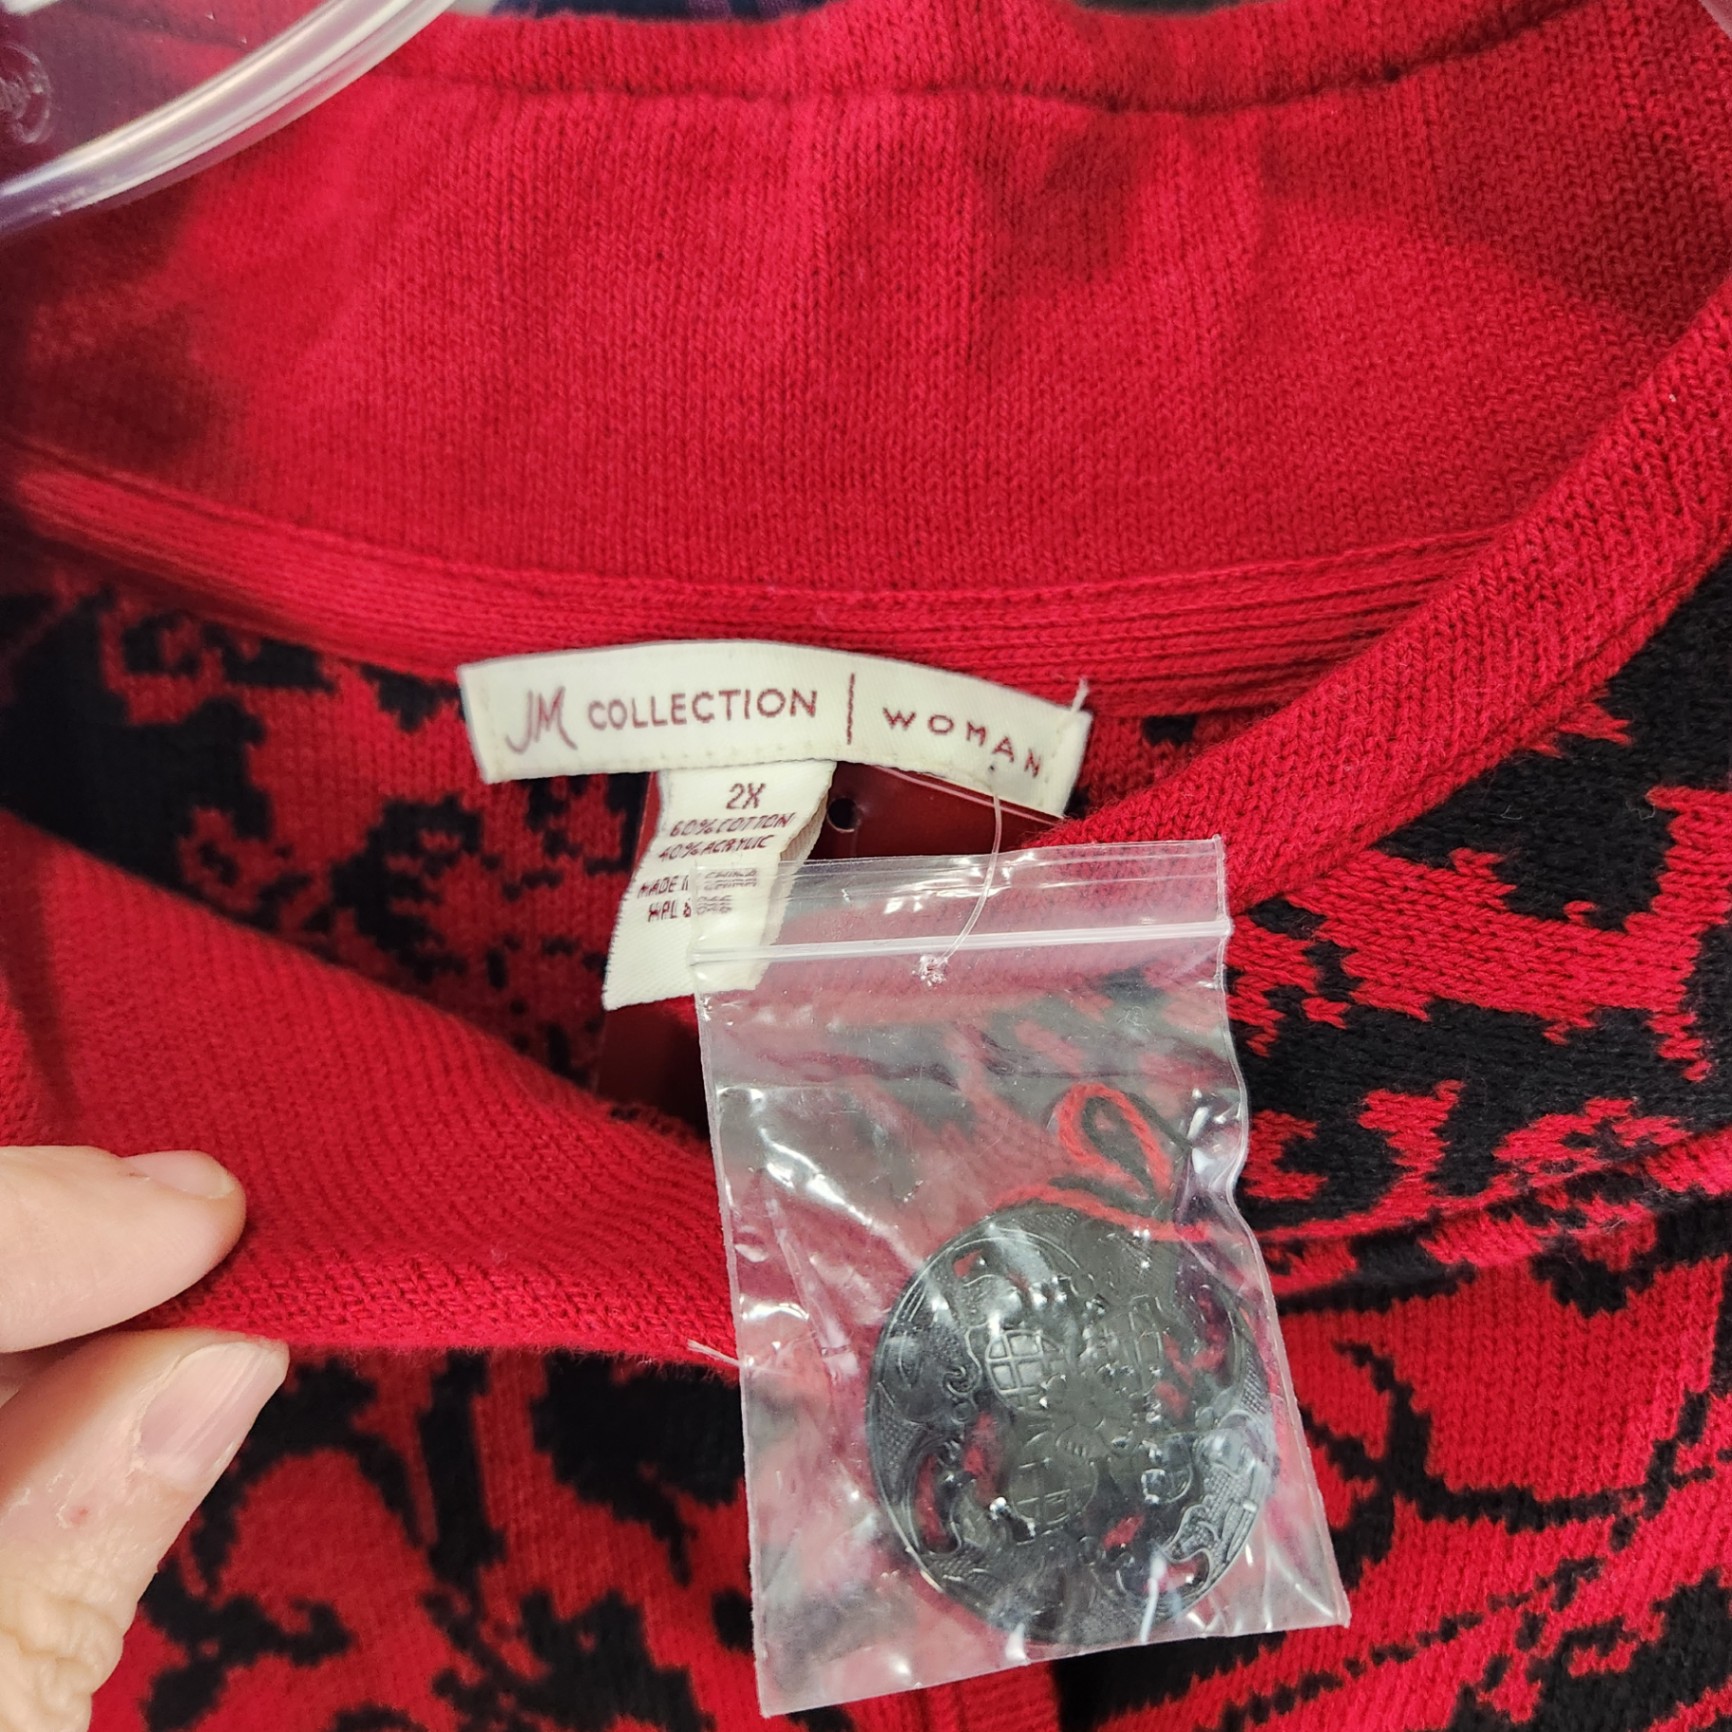 JM COLLECTION | WOMAN
2X
60% COTTON
40% ACRYLIC
MADE IN CHINA